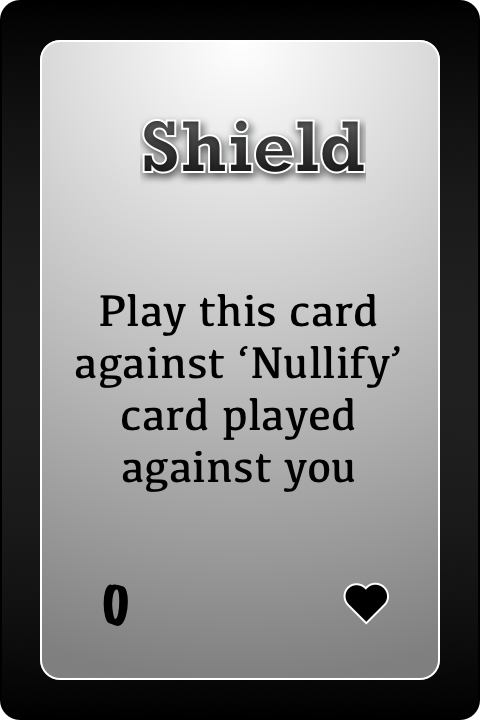 Shield
Play this card
against ‘Nullify’
card played
against you
0